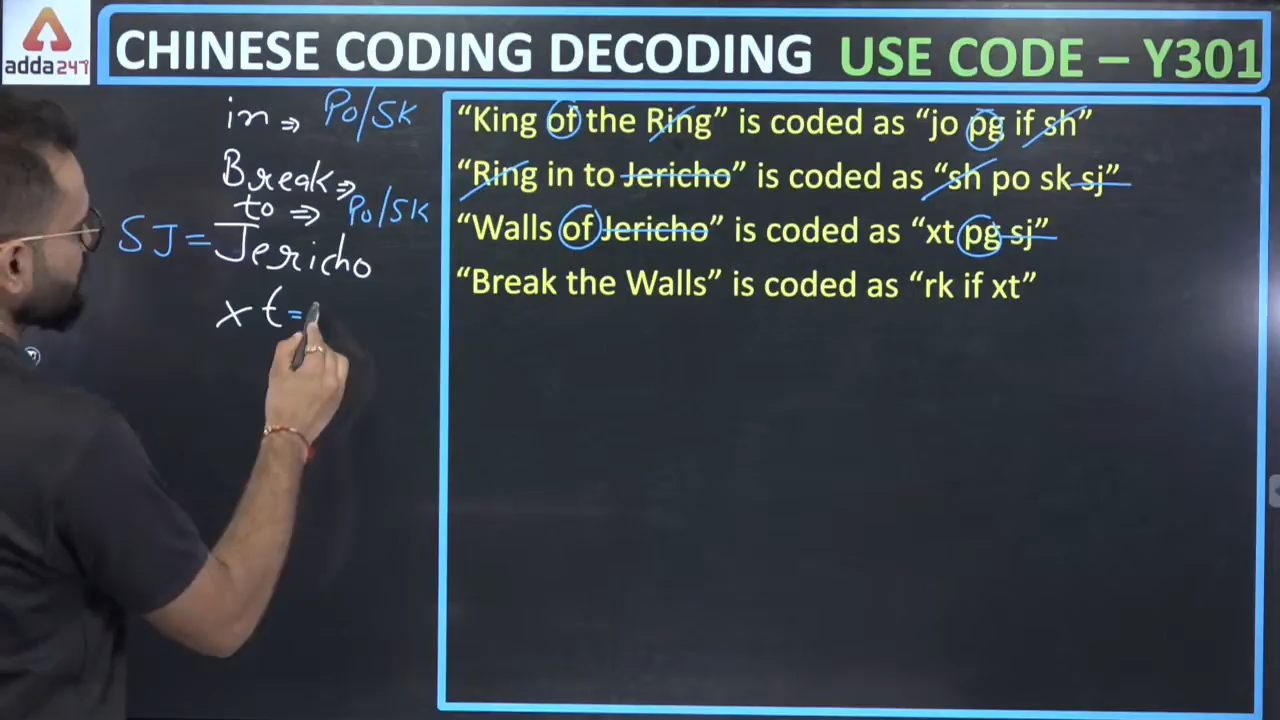 adda247
CHINESE CODING DECODING USE CODE – Y301
in ⇒ Po/SK
Break ⇒
to ⇒ Po/SK
SJ = Jericho
xt =
“King of the Ring” is coded as “jo pg if sh”
“Ring in to Jericho” is coded as “sh po sk sj”
“Walls of Jericho” is coded as “xt pg sj”
“Break the Walls” is coded as “rk if xt”